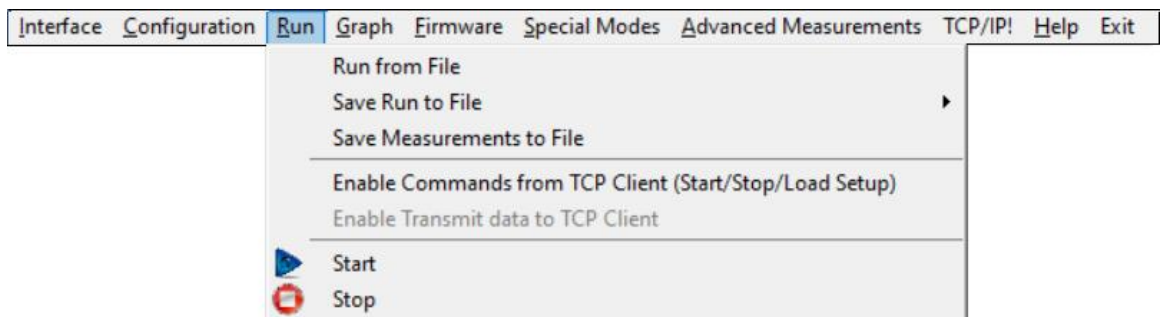 Interface Configuration Run Graph Firmware Special Modes Advanced Measurements TCP/IP! Help Exit
Run from File
Save Run to File
Save Measurements to File
Enable Commands from TCP Client (Start/Stop/Load Setup)
Enable Transmit data to TCP Client
Start
Stop